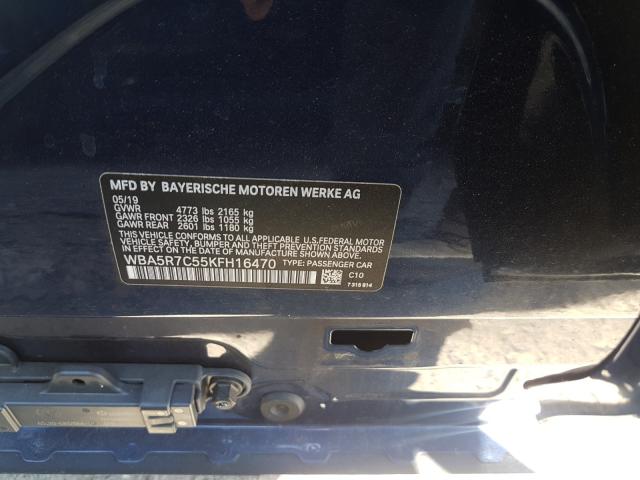 MFD BY BAYERISCHE MOTOREN WERKE AG
05/19
GVWR 4773 lbs 2165 kg
GAWR FRONT 2326 lbs 1055 kg
GAWR REAR 2601 lbs 1180 kg
THIS VEHICLE CONFORMS TO ALL APPLICABLE U.S.FEDERAL MOTOR
VEHICLE SAFETY, BUMPER AND THEFT PREVENTION STANDARDS
IN EFFECT ON THE DATE OF MANUFACTURE SHOWN ABOVE.
WBA5R7C55KFH16470 TYPE: PASSENGER CAR
C10
7 315 814